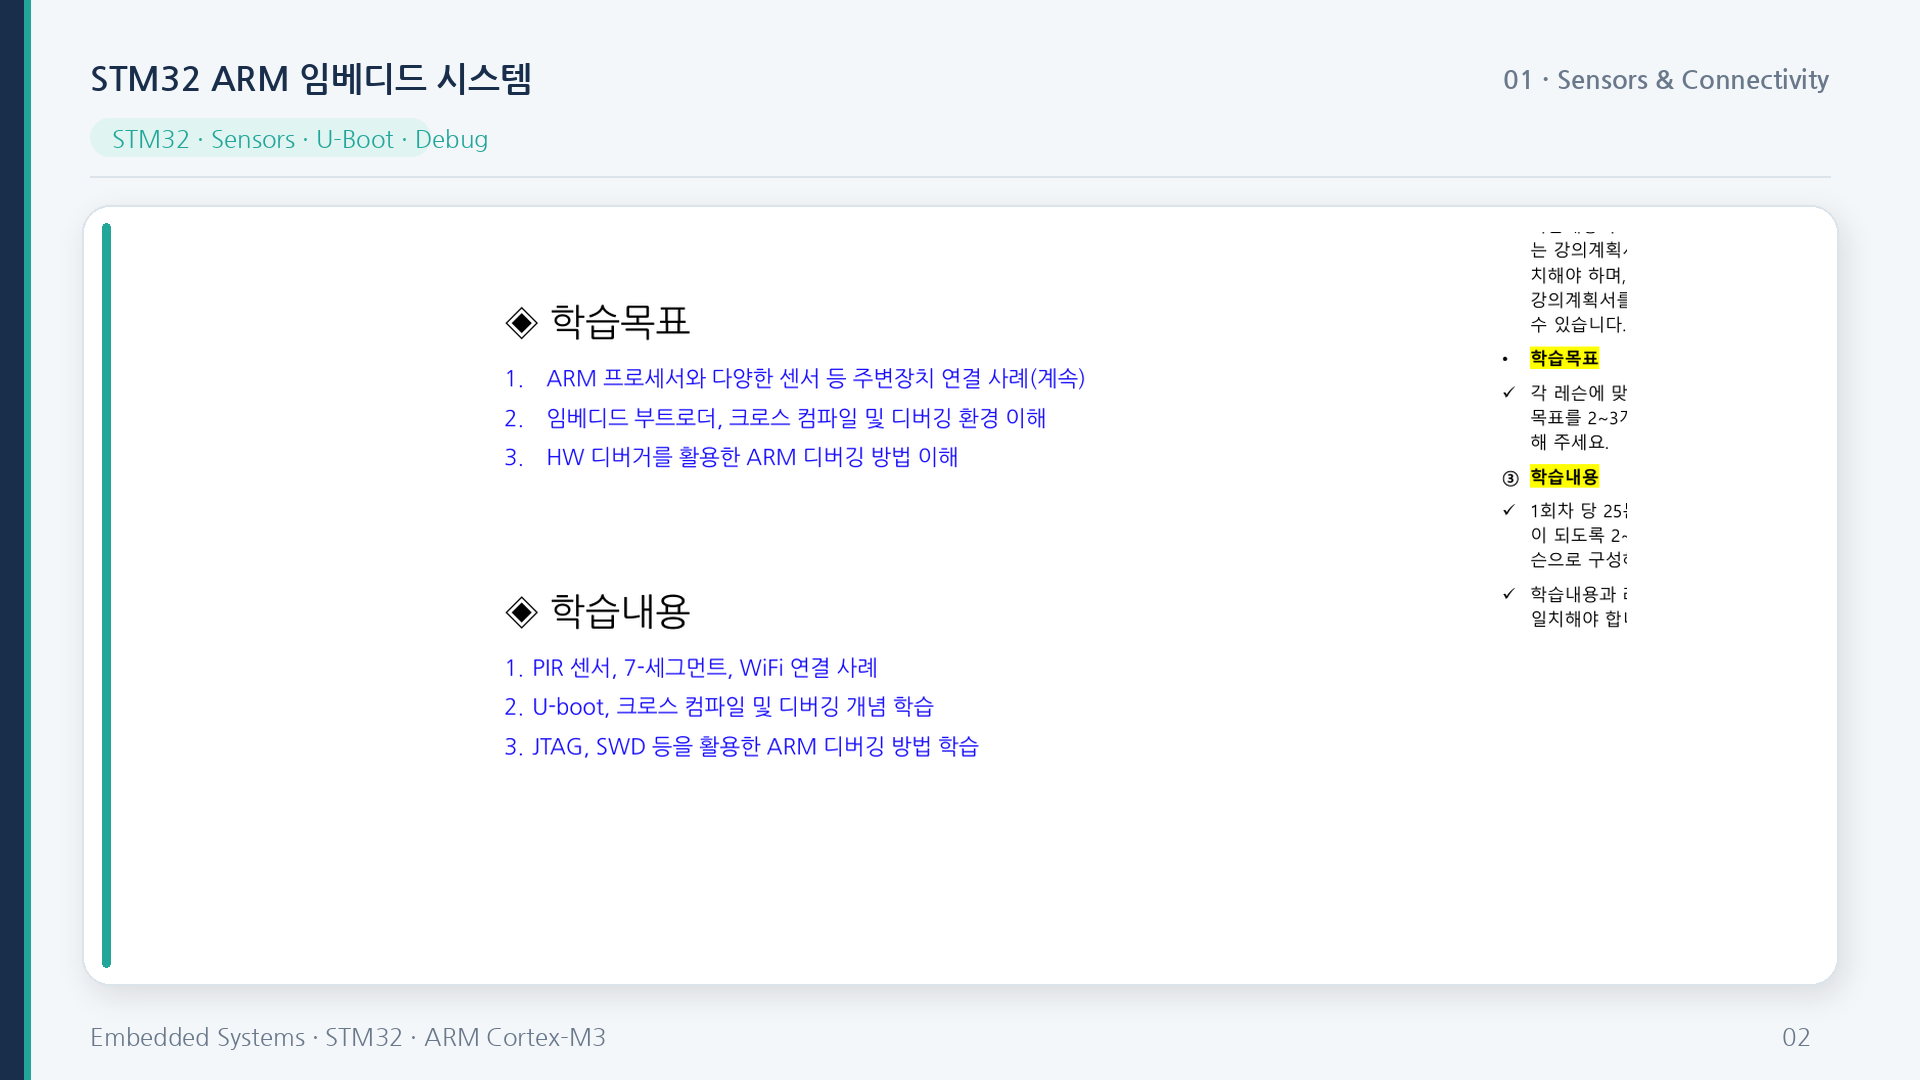 STM32 ARM 임베디드 시스템
01 · Sensors & Connectivity
STM32 · Sensors · U-Boot · Debug
◈ 학습목표
1. ARM 프로세서와 다양한 센서 등 주변장치 연결 사례(계속)
2. 임베디드 부트로더, 크로스 컴파일 및 디버깅 환경 이해
3. HW 디버거를 활용한 ARM 디버깅 방법 이해
◈ 학습내용
1. PIR 센서, 7-세그먼트, WiFi 연결 사례
2. U-boot, 크로스 컴파일 및 디버깅 개념 학습
3. JTAG, SWD 등을 활용한 ARM 디버깅 방법 학습
는 강의계획
치해야 하며,
강의계획서를
수 있습니다.
• 학습목표
✓ 각 레슨에 맞
목표를 2~3
해 주세요.
③ 학습내용
✓ 1회차 당 25
이 되도록 2~
슨으로 구성
✓ 학습내용과
일치해야 합
Embedded Systems · STM32 · ARM Cortex-M3
02